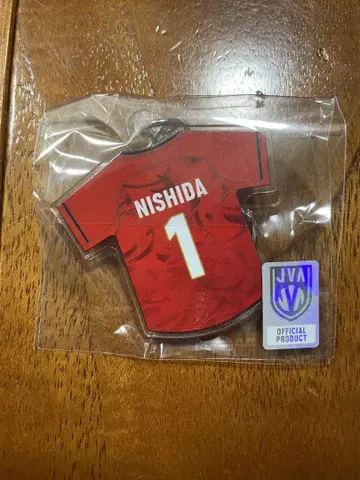 NISHIDA
1
JVA
OFFICIAL
PRODUCT